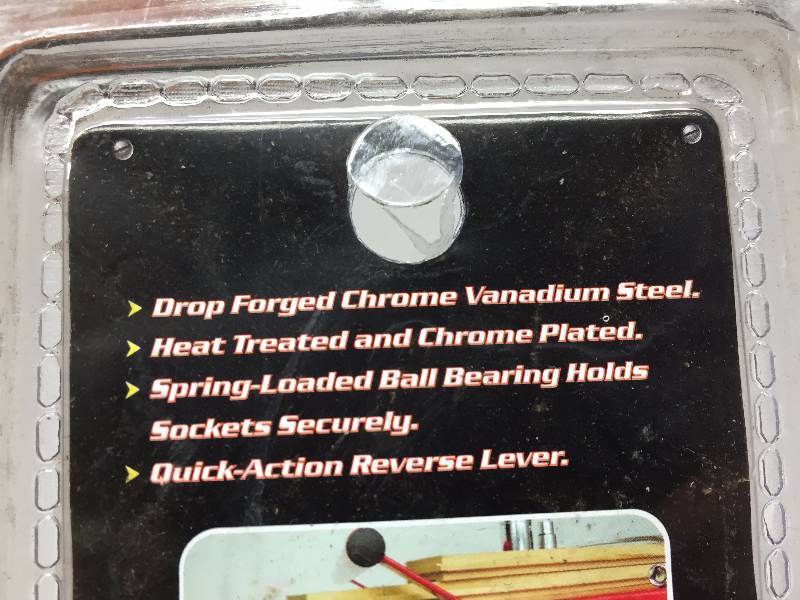 Drop Forged Chrome Vanadium Steel.
Heat Treated and Chrome Plated.
Spring-Loaded Ball Bearing Holds
Sockets Securely.
Quick-Action Reverse Lever.